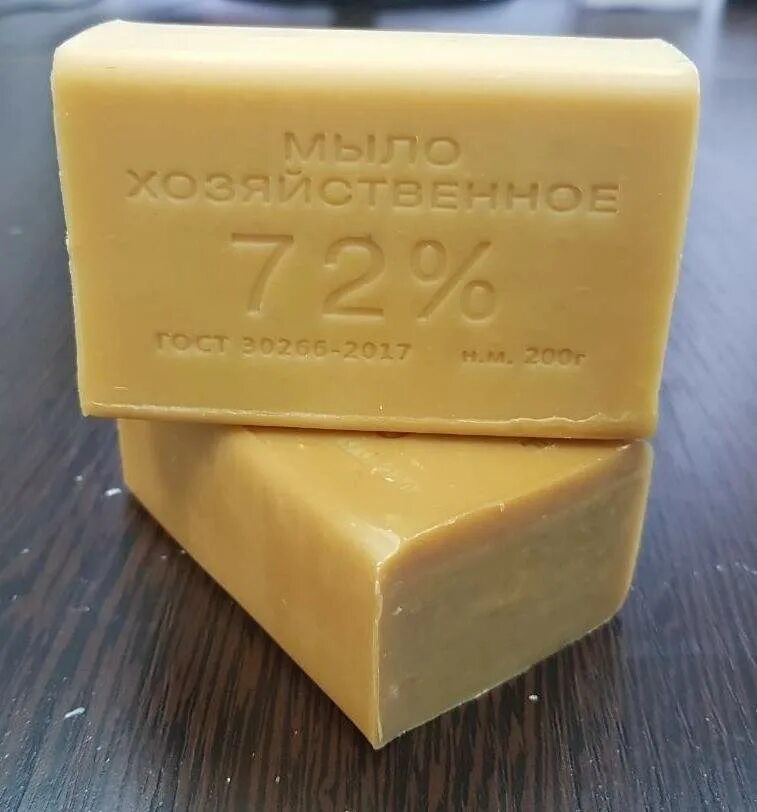 МЫЛО
ХОЗЯЙСТВЕННОЕ
72%
ГОСТ 30266-2017 н.м. 200г